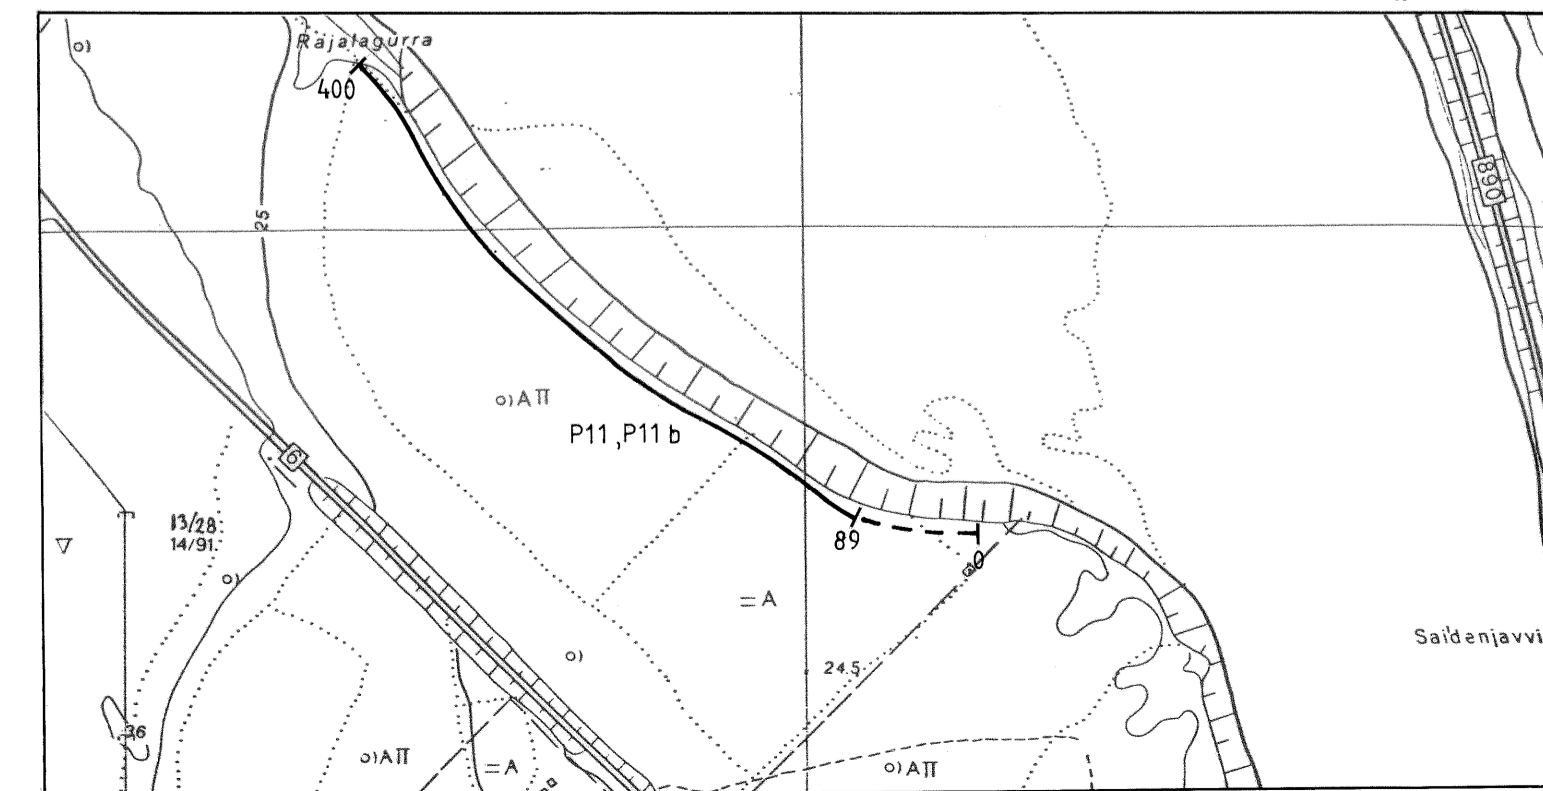 o)
Rajalagurra
400
25
890
o)AΠ
P11, P11 b
6
13/28
14/91.
89
0
o)
=A
o)
24.5
Saidenjavvi
36
o)AΠ
=A
o)AΠ